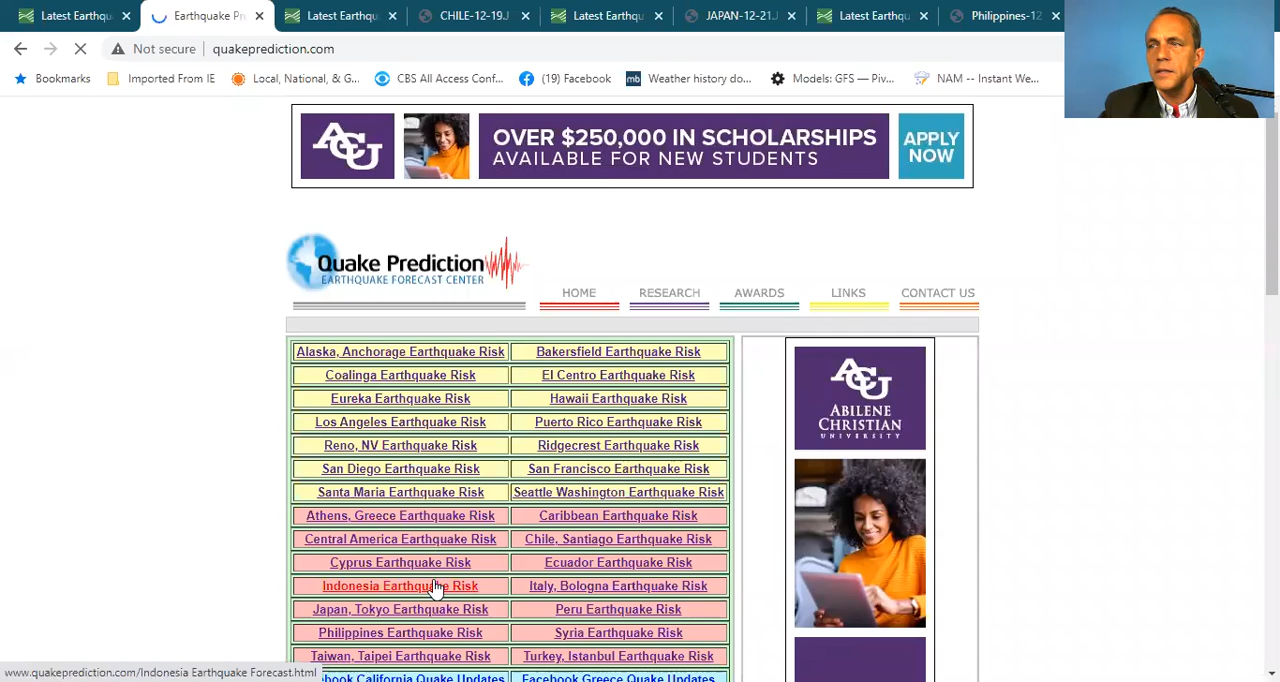 Latest Earthqu
Earthquake Pr
Latest Earthqu
CHILE-12-19.J
Latest Earthqu
JAPAN-12-21.J
Latest Earthqu
Philippines-12
Not secure
quakeprediction.com
Bookmarks
Imported From IE
Local, National, & G...
CBS All Access Conf...
(19) Facebook
mb
Weather history do...
Models: GFS — Piv...
NAM -- Instant We...
ACU
OVER $250,000 IN SCHOLARSHIPS
AVAILABLE FOR NEW STUDENTS
APPLY
NOW
Quake Prediction
EARTHQUAKE FORECAST CENTER
HOME
RESEARCH
AWARDS
LINKS
CONTACT US
Alaska, Anchorage Earthquake Risk
Bakersfield Earthquake Risk
Coalinga Earthquake Risk
El Centro Earthquake Risk
Eureka Earthquake Risk
Hawaii Earthquake Risk
Los Angeles Earthquake Risk
Puerto Rico Earthquake Risk
Reno, NV Earthquake Risk
Ridgecrest Earthquake Risk
San Diego Earthquake Risk
San Francisco Earthquake Risk
Santa Maria Earthquake Risk
Seattle Washington Earthquake Risk
Athens, Greece Earthquake Risk
Caribbean Earthquake Risk
Central America Earthquake Risk
Chile, Santiago Earthquake Risk
Cyprus Earthquake Risk
Ecuador Earthquake Risk
Indonesia Earthquake Risk
Italy, Bologna Earthquake Risk
Japan, Tokyo Earthquake Risk
Peru Earthquake Risk
Philippines Earthquake Risk
Syria Earthquake Risk
Taiwan, Taipei Earthquake Risk
Turkey, Istanbul Earthquake Risk
book California Quake Updates
Facebook Greece Quake Updates
ACU
ABILENE
CHRISTIAN
UNIVERSITY
www.quakeprediction.com/Indonesia Earthquake Forecast.html